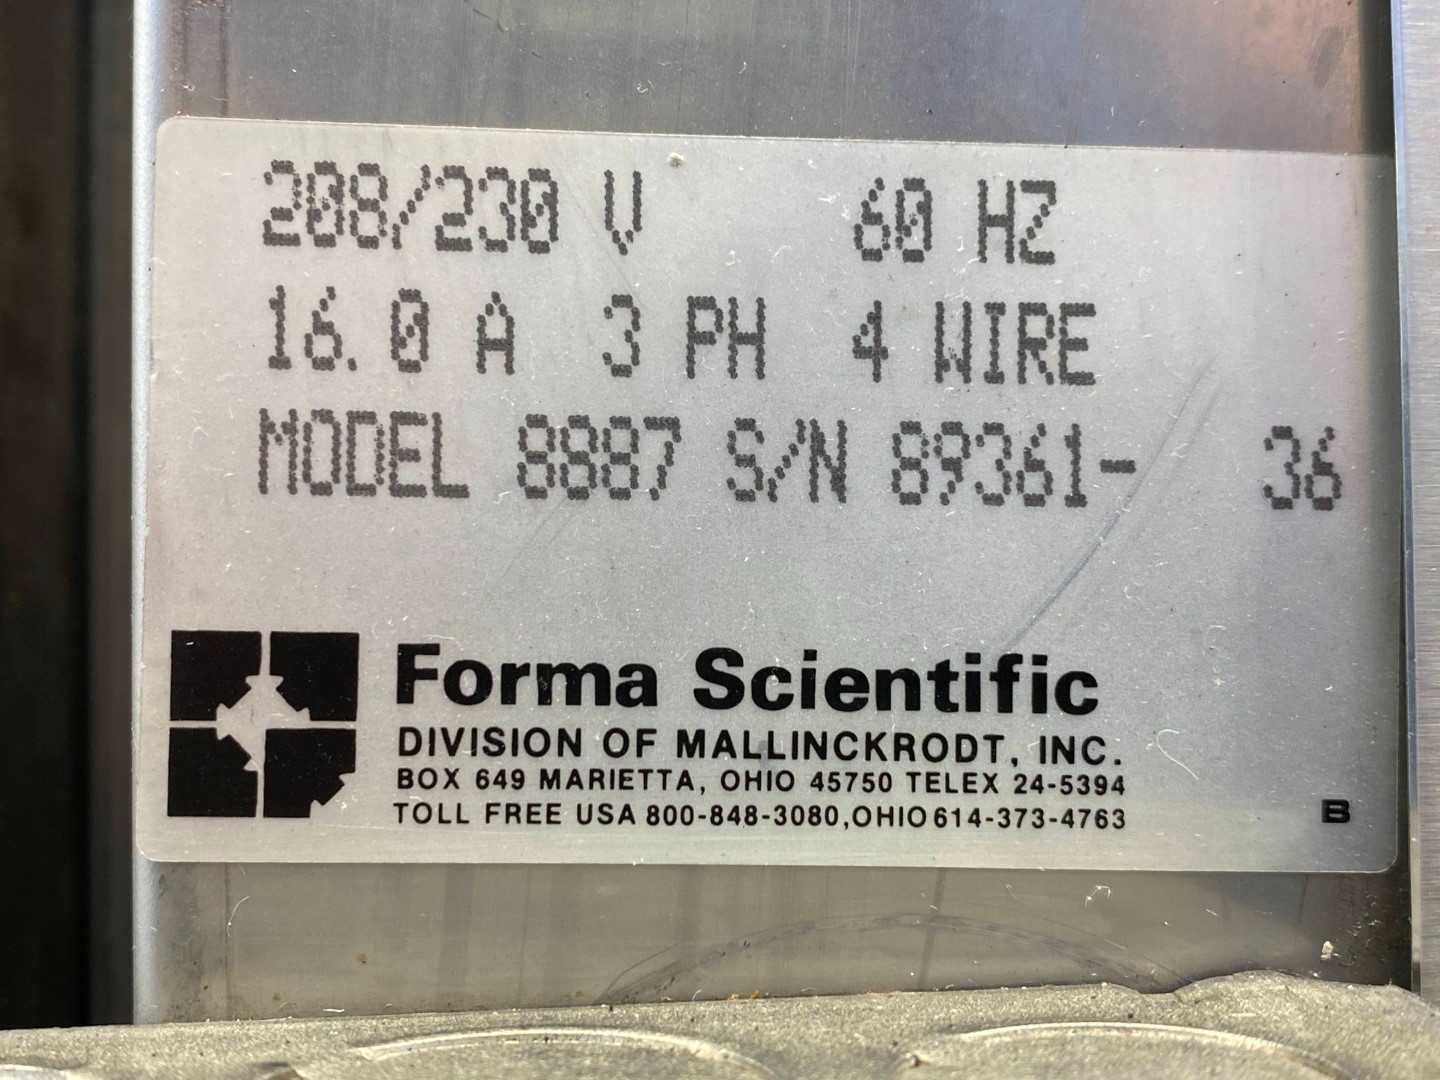 208/230 V 60 HZ
16.0 A 3 PH 4 WIRE
MODEL 8887 S/N 89361- 36
Forma Scientific
DIVISION OF MALLINCKRODT, INC.
BOX 649 MARIETTA, OHIO 45750 TELEX 24-5394
TOLL FREE USA 800-848-3080,OHIO 614-373-4763
B